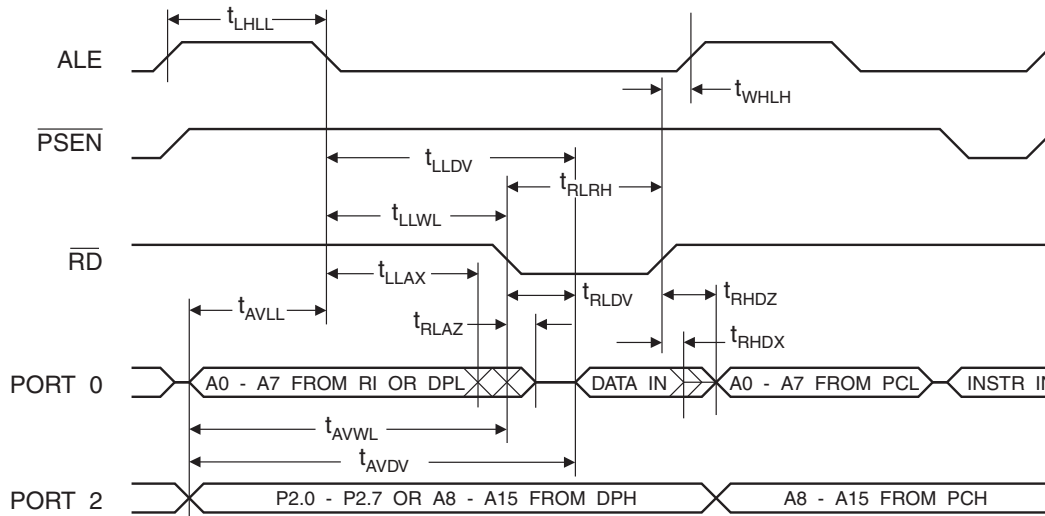 tLHLL
ALE
tWHLH
PSEN
tLLDV
tRLRH
tLLWL
RD
tLLAX
tRLDV
tRHDZ
tAVLL
tRLAZ
tRHDX
PORT 0
A0 - A7 FROM RI OR DPL
DATA IN
A0 - A7 FROM PCL
INSTR IN
tAVWL
tAVDV
PORT 2
P2.0 - P2.7 OR A8 - A15 FROM DPH
A8 - A15 FROM PCH